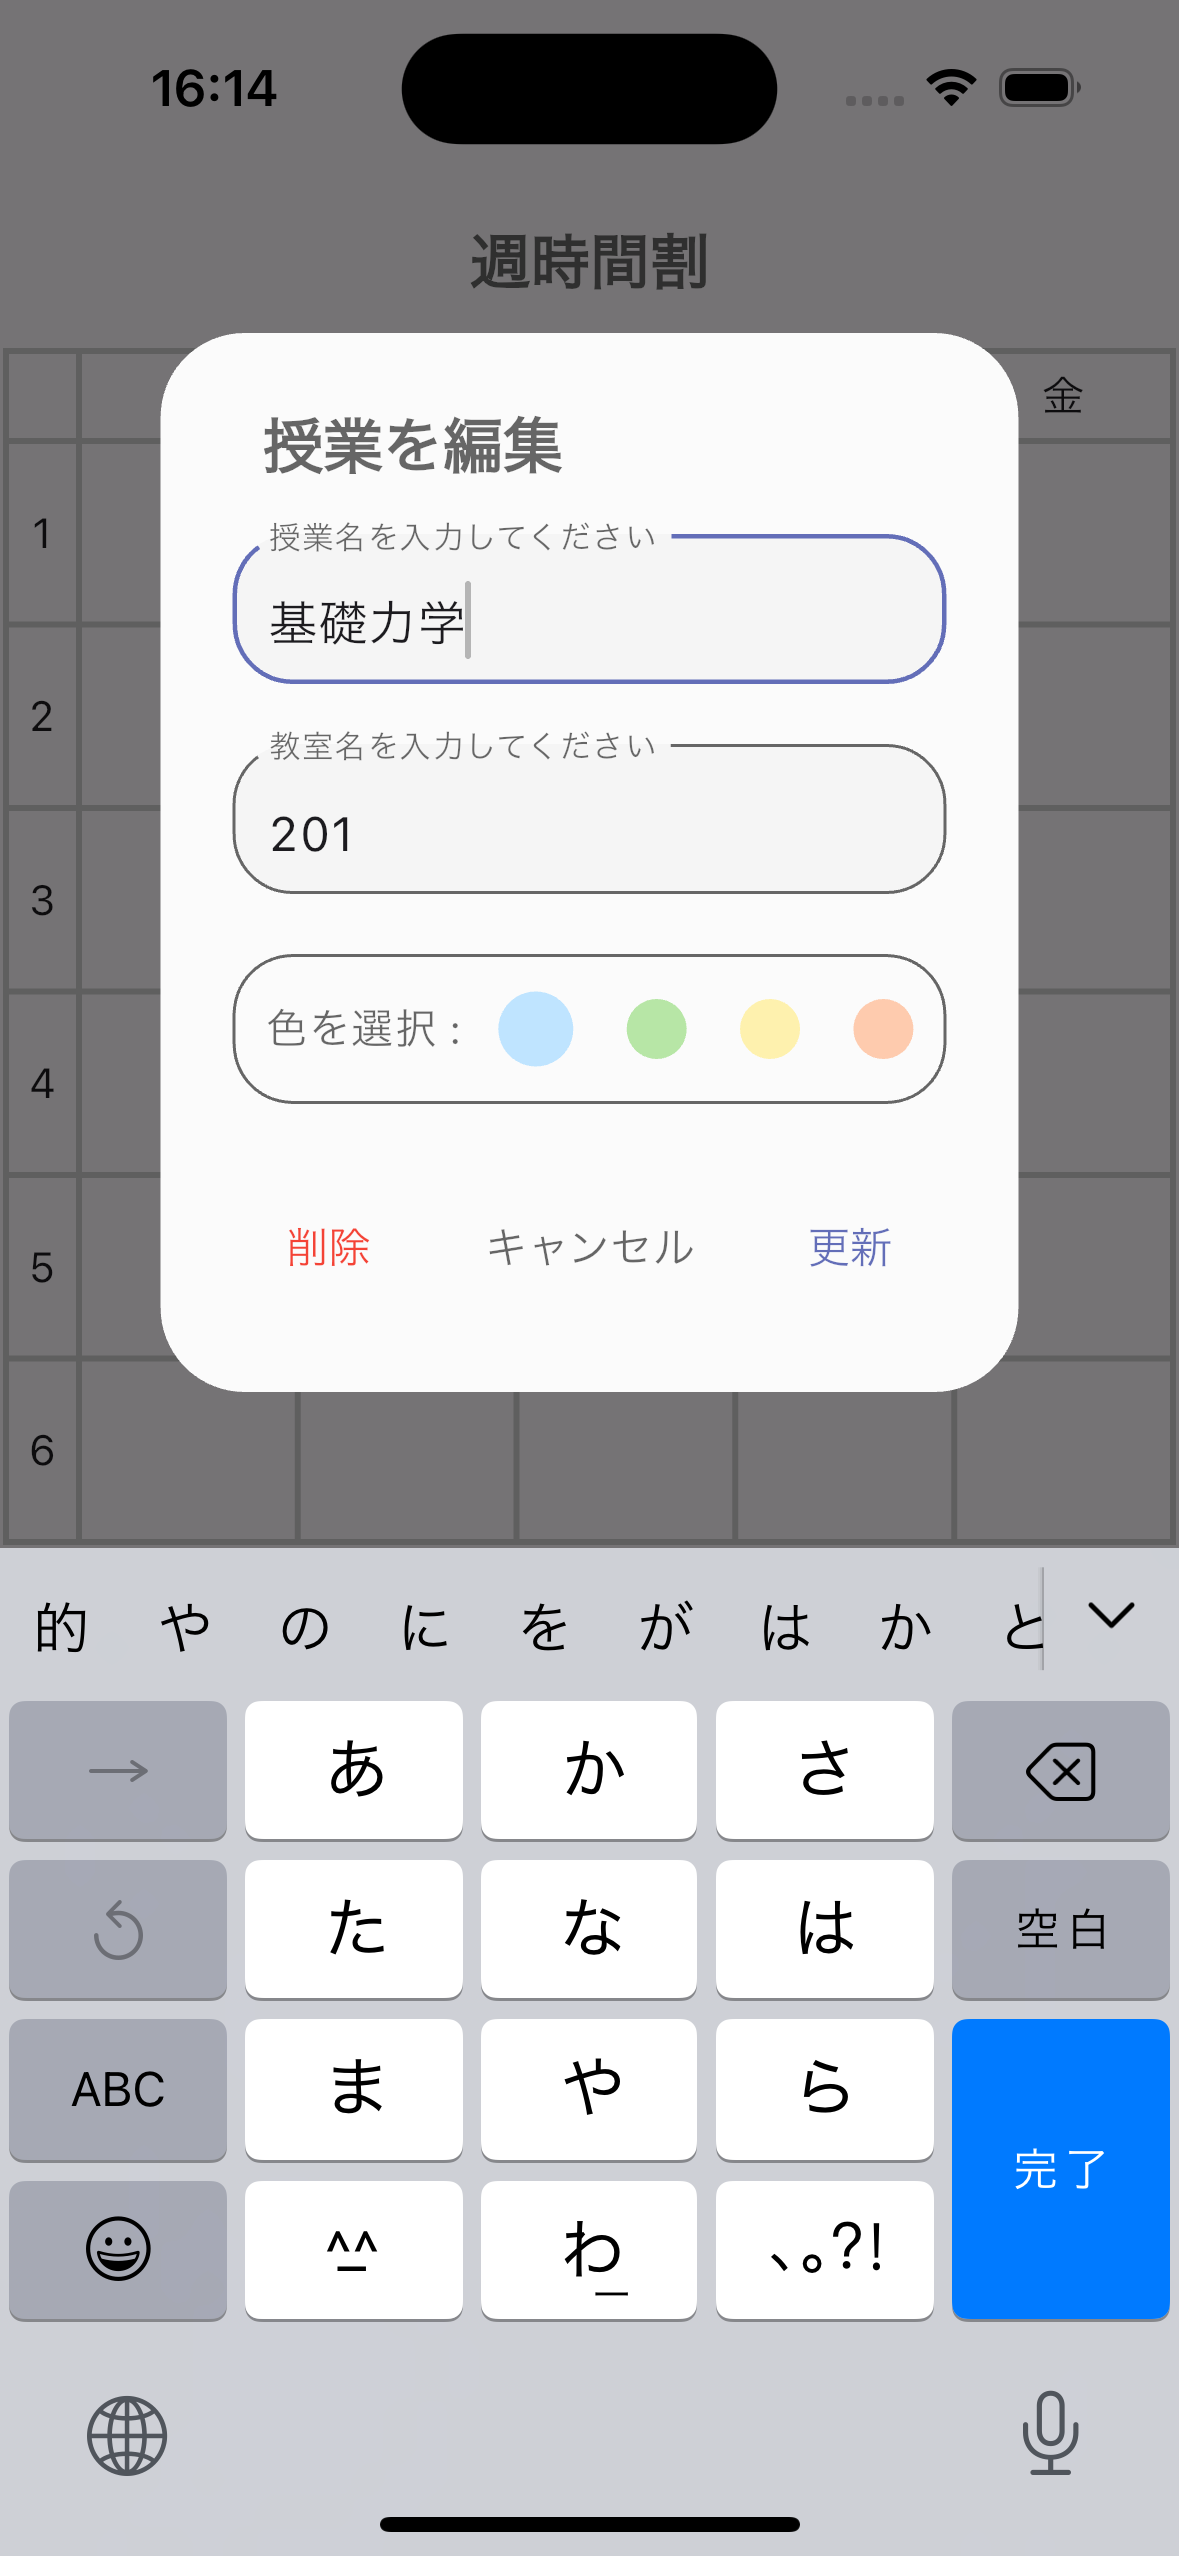 16:14
週時間割
金
授業を編集
授業名を入力してください
基礎力学
1
2
教室名を入力してください
201
3
色を選択 :
4
削除 キャンセル 更新
5
6
的 や の に を が は か と
→ あ か さ
た な は 空白
ABC ま や ら
完了
^_^ わ_ 、。?!